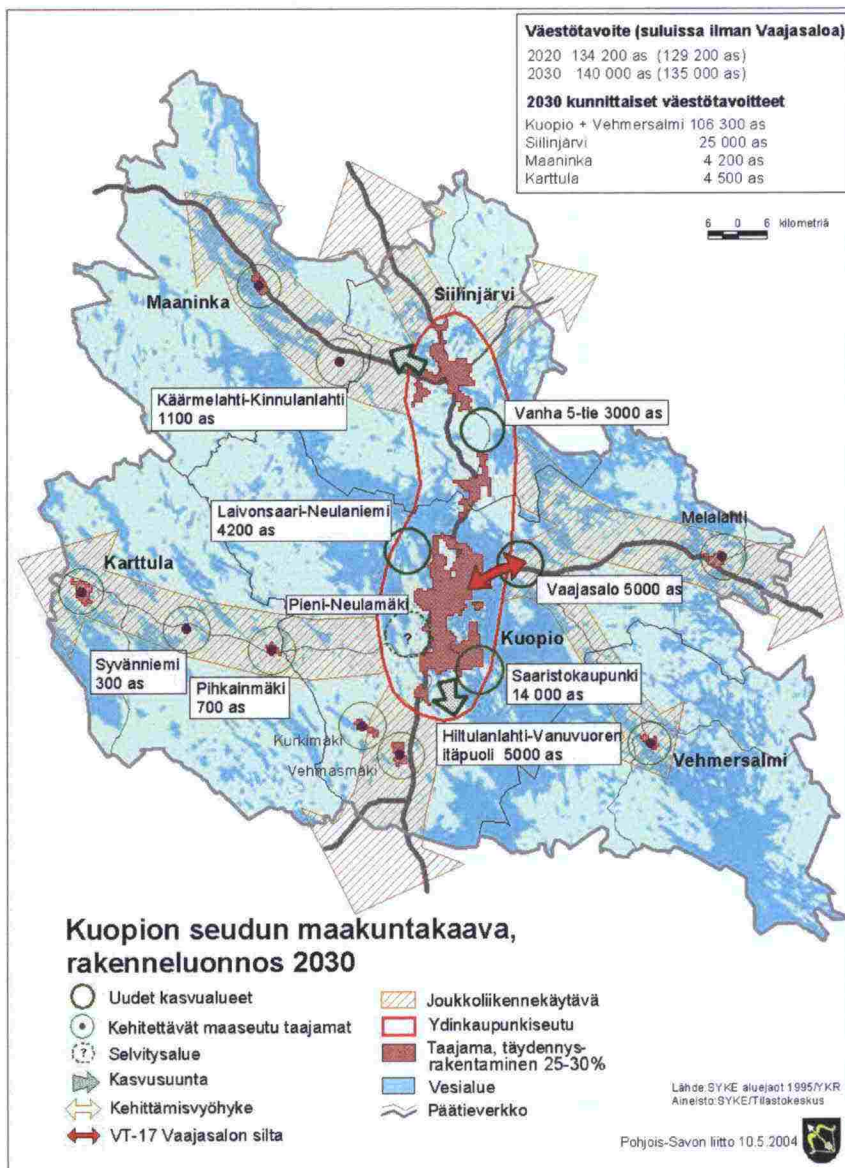 Väestötavoite (suluissa ilman Vaajasaloa)
2020 134 200 as (129 200 as)
2030 140 000 as (135 000 as)
2030 kunnittaiset väestötavoitteet
Kuopio + Vehmersalmi 106 300 as
Siilinjärvi 25 000 as
Maaninka 4 200 as
Karttula 4 500 as
6 0 6 kilometriä
Siilinjärvi
Maaninka
Käärmelahti-Kinnulanlahti
1100 as
Vanha 5-tie 3000 as
Laivonsaari-Neulaniemi
4200 as
Melalahti
Karttula
Vaajasalo 5000 as
Pieni-Neulamäki
?
Kuopio
Syvänniemi
300 as
Pihkainmäki
700 as
Saaristokaupunki
14 000 as
Kurkimäki
Hiltulanlahti-Vanuvuoren
itäpuoli 5000 as
Vehmasmäki
Vehmersalmi
Kuopion seudun maakuntakaava,
rakenneluonnos 2030
Uudet kasvualueet
Kehitettävät maaseutu taajamat
? Selvitysalue
Kasvusuunta
Kehittämisvyöhyke
VT-17 Vaajasalon silta
Joukkoliikennekäytävä
Ydinkaupunkiseutu
Taajama, täydennys-
rakentaminen 25-30%
Vesialue
Päätieverkko
Lähde:SYKE aluejaot 1995/YKR
Aineisto:SYKE/Tilastokeskus
Pohjois-Savon liitto 10.5.2004